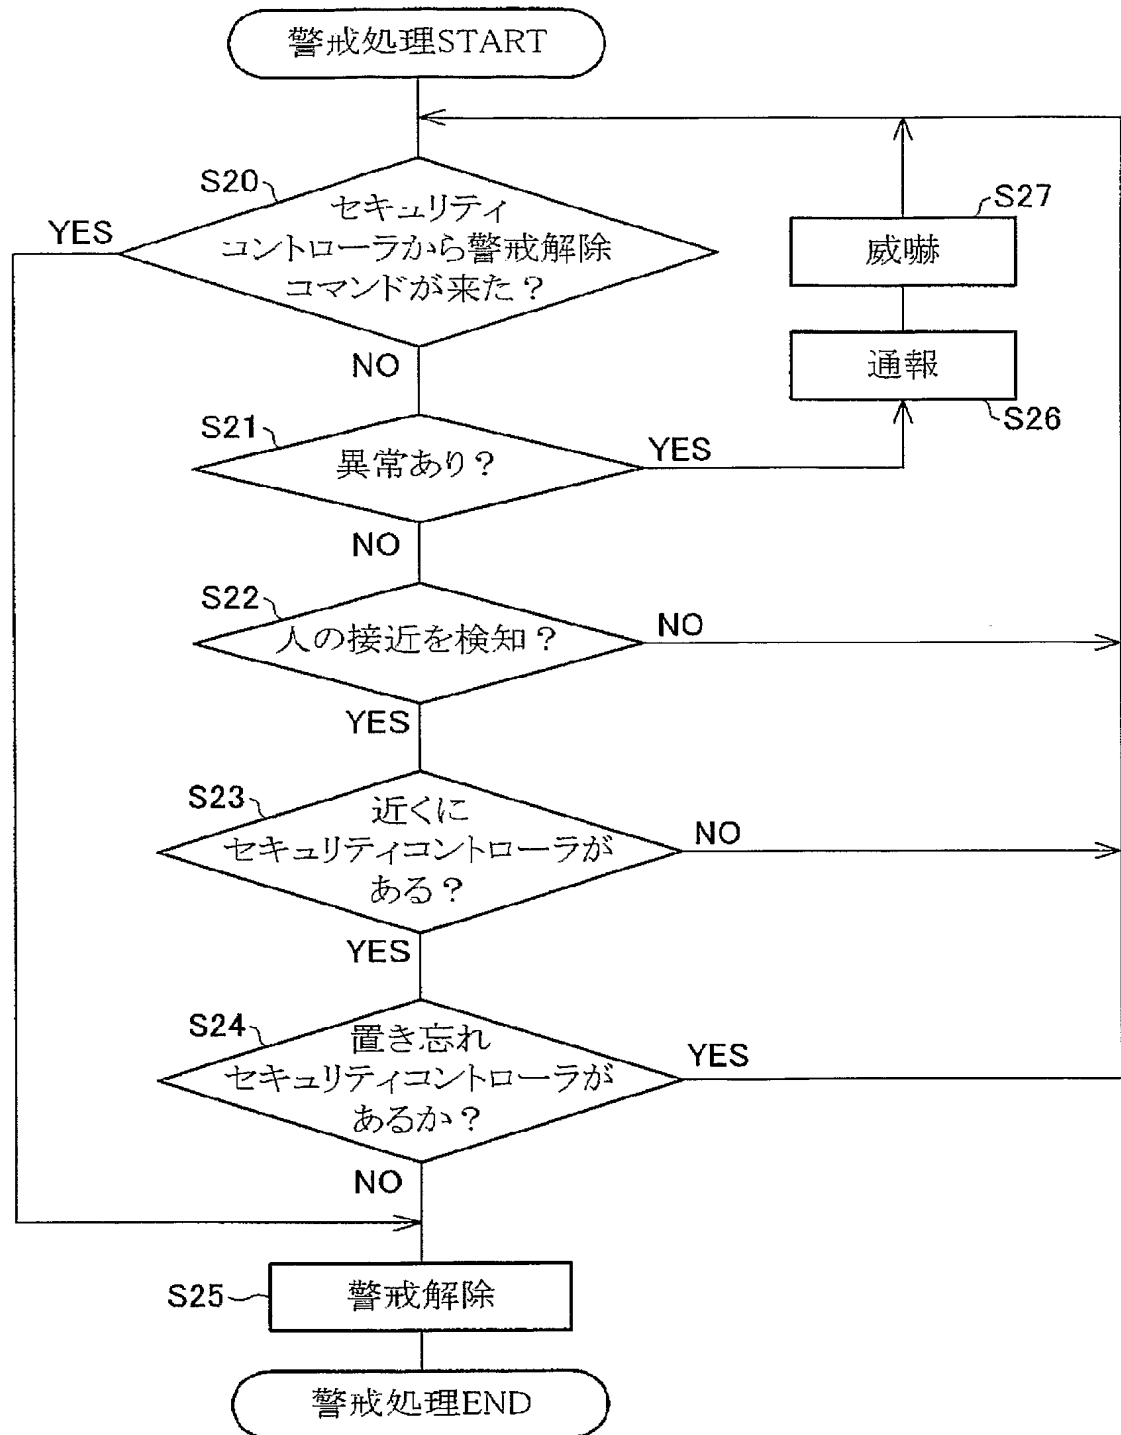 警戒処理START
S20
YES
セキュリティ
コントローラから警戒解除
コマンドが来た？
NO
S27
威嚇
通報
S26
S21
異常あり？
YES
NO
S22
人の接近を検知？
NO
YES
S23
近くに
セキュリティコントローラが
ある？
NO
YES
S24
置き忘れ
セキュリティコントローラが
あるか？
YES
NO
S25
警戒解除
警戒処理END